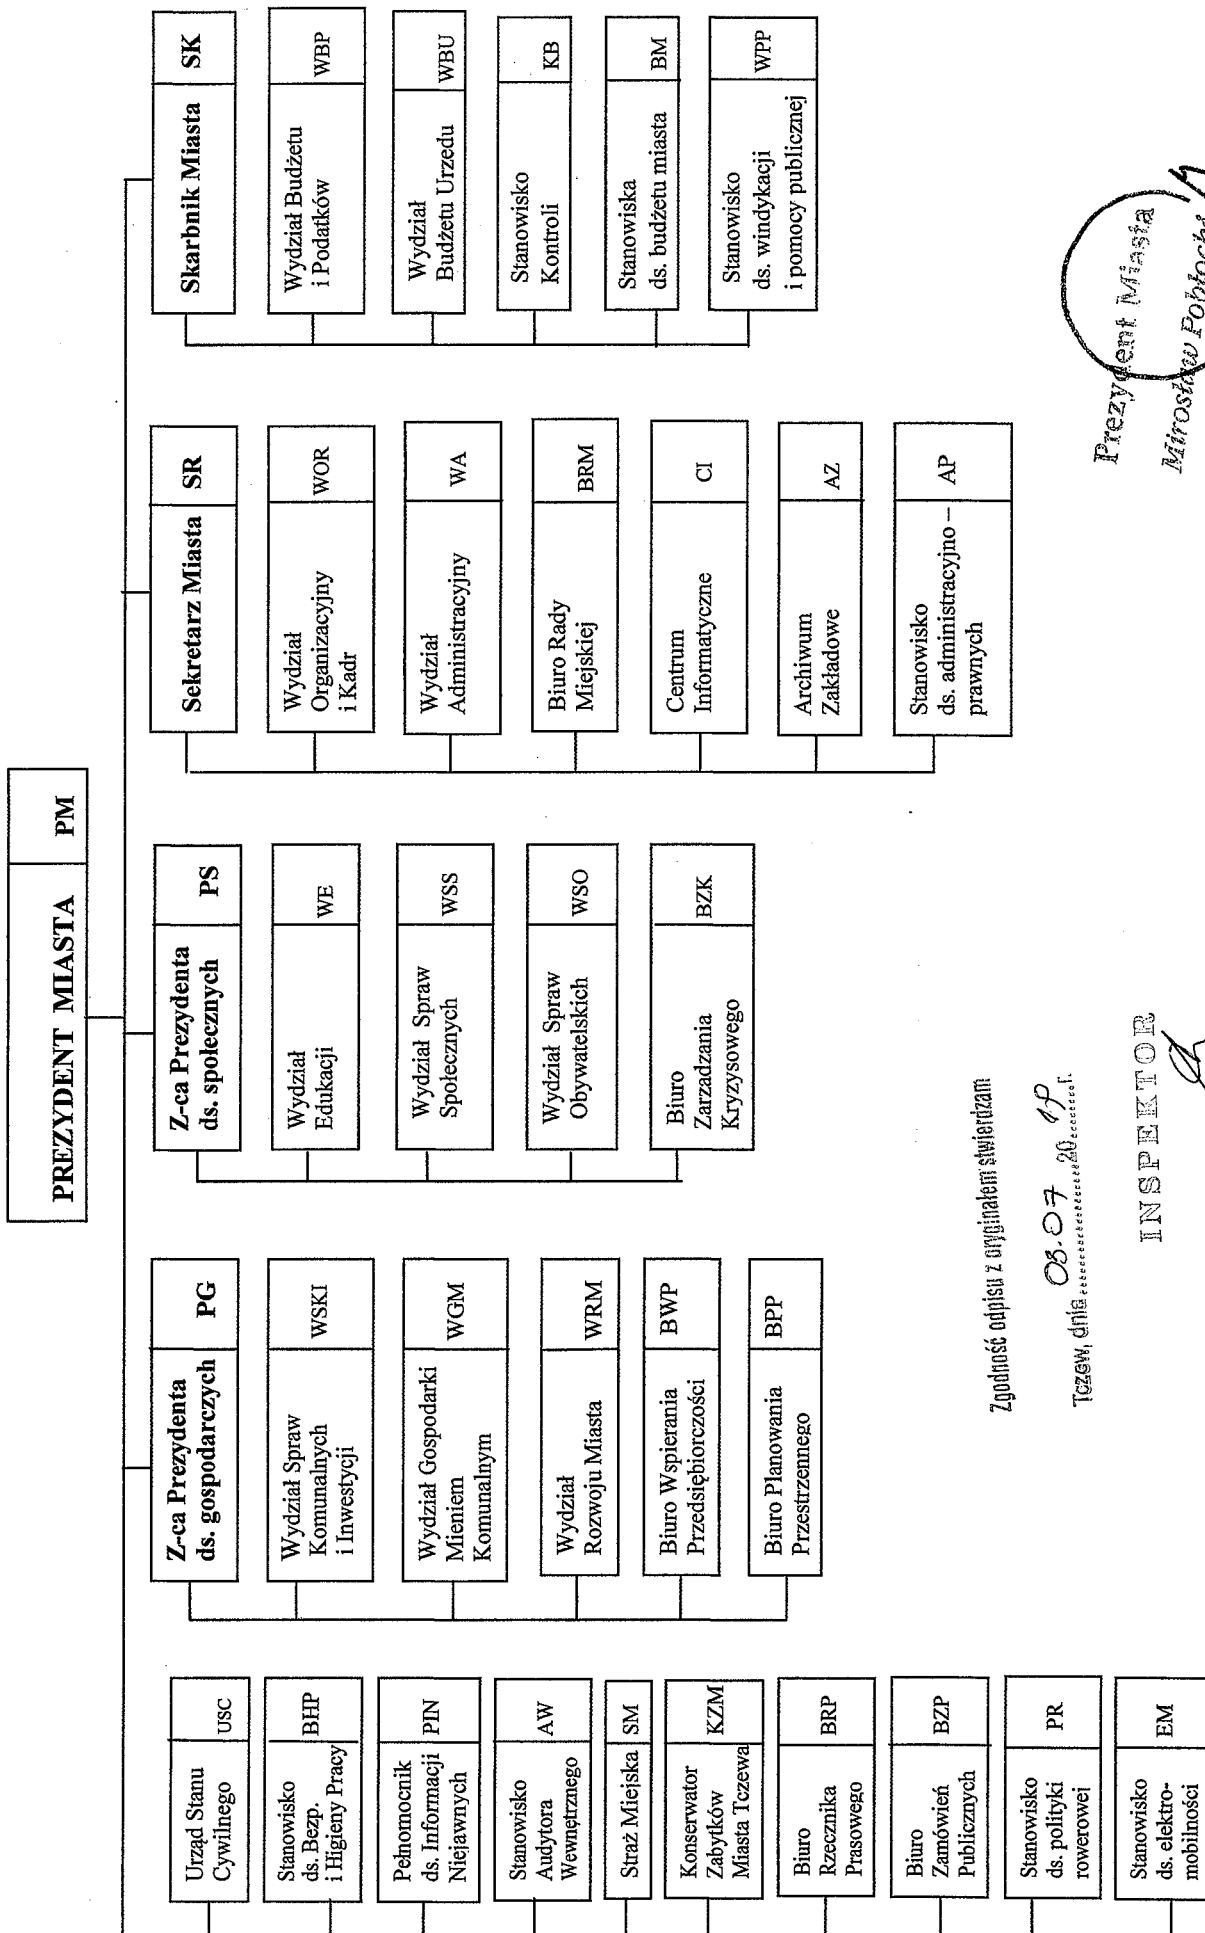 PREZYDENT MIASTA PM
Urząd Stanu
Cywilnego
USC
Stanowisko
ds. Bezp.
i Higieny Pracy
BHP
Pełnomocnik
ds. Informacji
Niejawnych
PIN
Stanowisko
Audytora
Wewnętrznego
AW
Straż Miejska SM
Konserwator
Zabytków
Miasta Tczewa
KZM
Biuro
Rzecznika
Prasowego
BRP
Biuro
Zamówień
Publicznych
BZP
Stanowisko
ds. polityki
rowerowej
PR
Stanowisko
ds. elektro-
mobilności
EM
Z-ca Prezydenta
ds. gospodarczych
PG
Wydział Spraw
Komunalnych
i Inwestycji
WSKI
Wydział Gospodarki
Mieniem
Komunalnym
WGM
Wydział
Rozwoju Miasta
WRM
Biuro Wspierania
Przedsiębiorczości
BWP
Biuro Planowania
Przestrzennego
BPP
Z-ca Prezydenta
ds. społecznych
PS
Wydział
Edukacji
WE
Wydział Spraw
Społecznych
WSS
Wydział Spraw
Obywatelskich
WSO
Biuro
Zarzadzania
Kryzysowego
BZK
Sekretarz Miasta SR
Wydział
Organizacyjny
i Kadr
WOR
Wydział
Administracyjny
WA
Biuro Rady
Miejskiej
BRM
Centrum
Informatyczne
CI
Archiwum
Zakładowe
AZ
Stanowisko
ds. administracyjno –
prawnych
AP
Skarbnik Miasta SK
Wydział Budżetu
i Podatków
WBP
Wydział
Budżetu Urzedu
WBU
Stanowisko
Kontroli
KB
Stanowiska
ds. budżetu miasta
BM
Stanowisko
ds. windykacji
i pomocy publicznej
WPP
Zgodność odpisu z oryginałem stwierdzam
Tczew, dnia 08.07 20 19 r.
INSPEKTOR
Prezydent Miasta
Mirosław Pobłocki